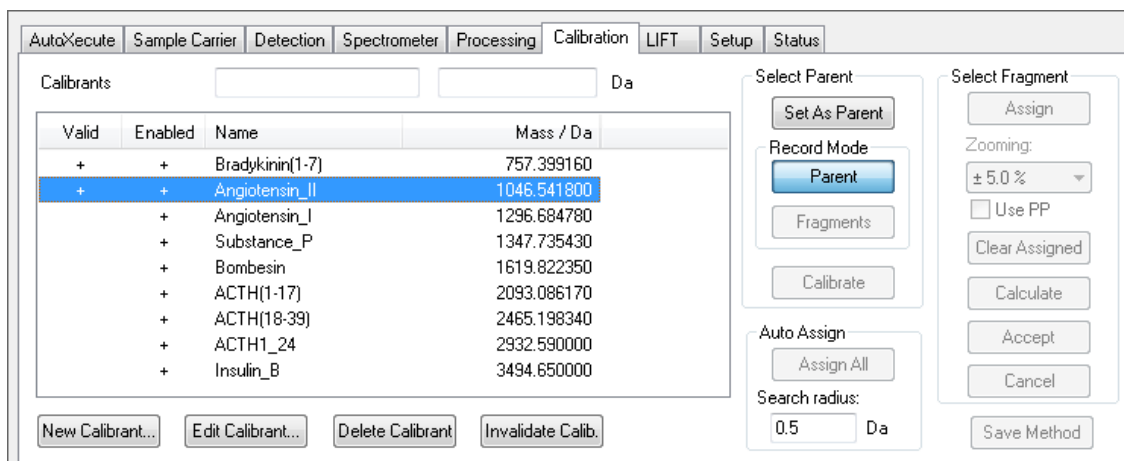 AutoXecute Sample Carrier Detection Spectrometer Processing Calibration LIFT Setup Status
Calibrants Da
Valid Enabled Name Mass / Da
+ + Bradykinin(1-7) 757.399160
+ + Angiotensin_II 1046.541800
+ Angiotensin_I 1296.684780
+ Substance_P 1347.735430
+ Bombesin 1619.822350
+ ACTH(1-17) 2093.086170
+ ACTH(18-39) 2465.198340
+ ACTH1_24 2932.590000
+ Insulin_B 3494.650000
New Calibrant... Edit Calibrant... Delete Calibrant Invalidate Calib.
Select Parent
Set As Parent
Record Mode
Parent
Fragments
Calibrate
Auto Assign
Assign All
Search radius:
0.5 Da
Select Fragment
Assign
Zooming:
± 5.0 %
Use PP
Clear Assigned
Calculate
Accept
Cancel
Save Method